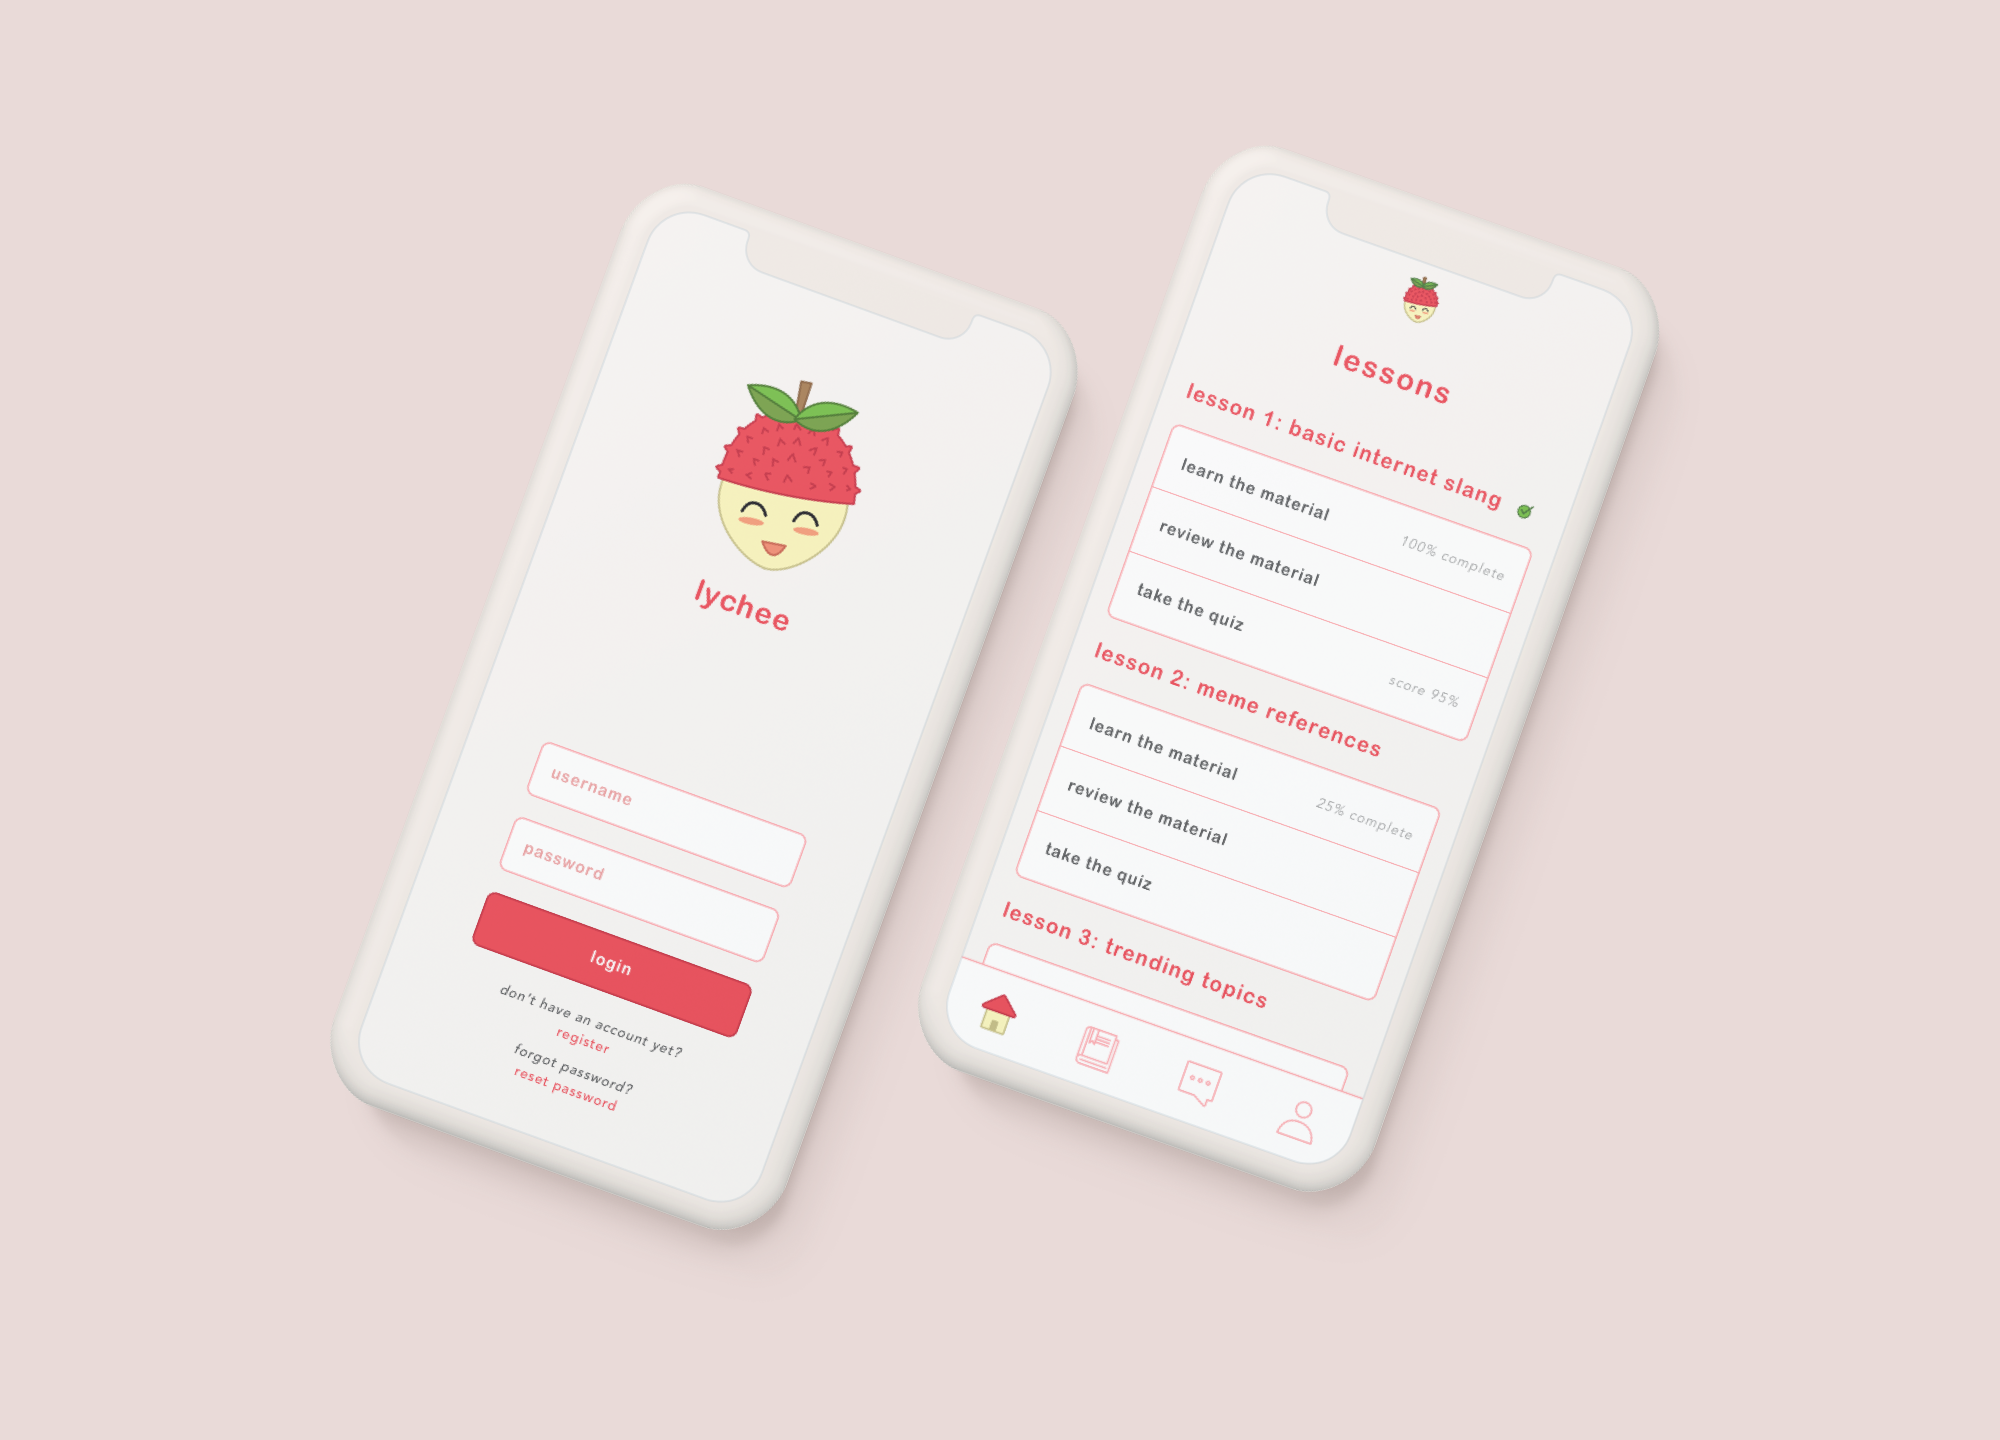 lychee
username
password
login
don't have an account yet?
register
forgot password?
reset password
lessons
lesson 1: basic internet slang
learn the material
100% complete
review the material
take the quiz
score 95%
lesson 2: meme references
learn the material
25% complete
review the material
take the quiz
lesson 3: trending topics